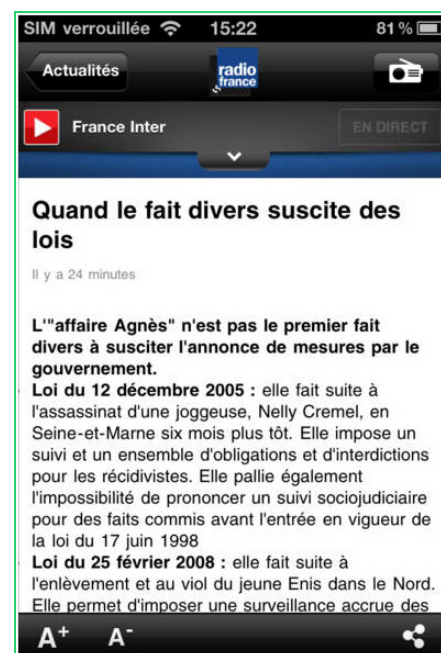 SIM verrouillée 15:22 81 %
Actualités
radio
france
France Inter
EN DIRECT
Quand le fait divers suscite des
lois
Il y a 24 minutes
L'"affaire Agnès" n'est pas le premier fait
divers à susciter l'annonce de mesures par le
gouvernement.
Loi du 12 décembre 2005 : elle fait suite à
l'assassinat d'une joggeuse, Nelly Cremel, en
Seine-et-Marne six mois plus tôt. Elle impose un
suivi et un ensemble d'obligations et d'interdictions
pour les récidivistes. Elle pallie également
l'impossibilité de prononcer un suivi sociojudiciaire
pour des faits commis avant l'entrée en vigueur de
la loi du 17 juin 1998
Loi du 25 février 2008 : elle fait suite à
l'enlèvement et au viol du jeune Enis dans le Nord.
Elle permet d'imposer une surveillance accrue des
A+ A-